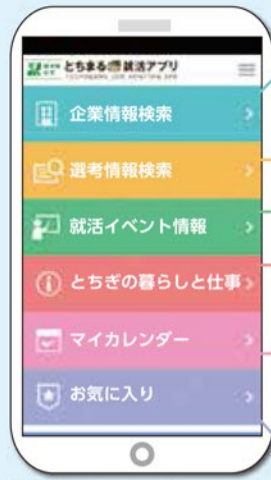 とちまる就活アプリ
企業情報検索
選考情報検索
就活イベント情報
とちぎの暮らしと仕事
マイカレンダー
お気に入り